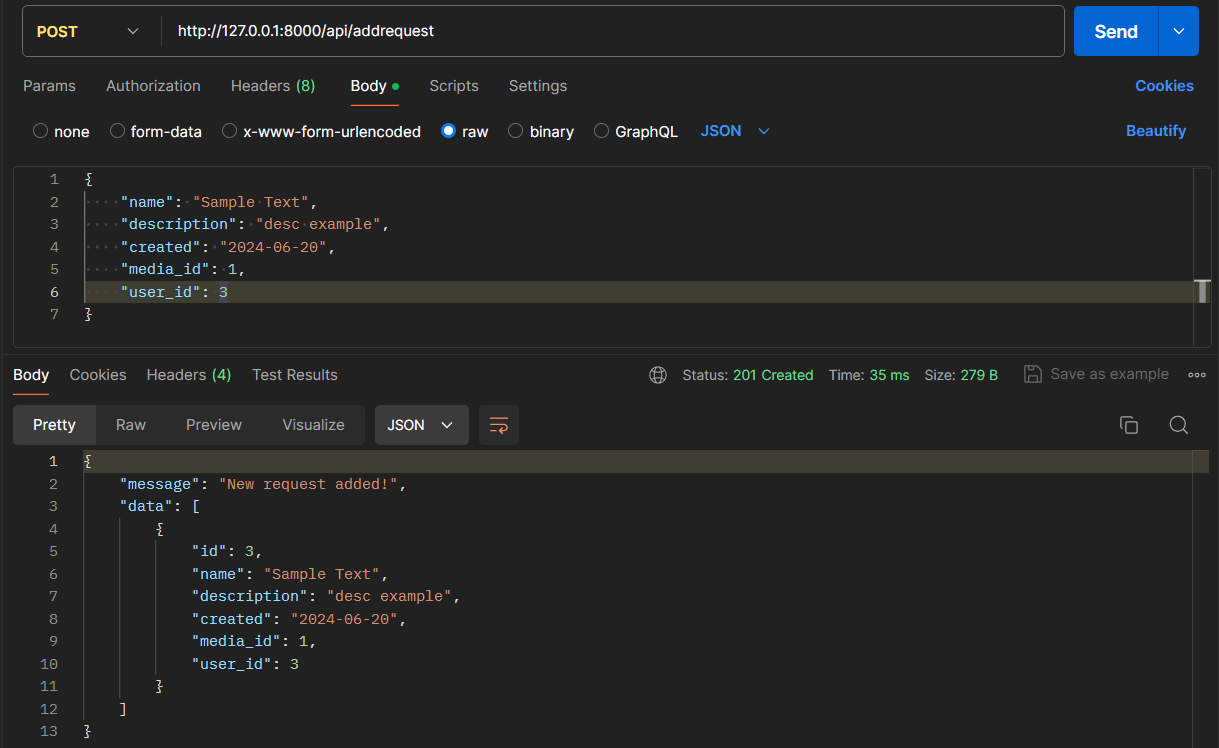 POST http://127.0.0.1:8000/api/addrequest Send
Params Authorization Headers (8) Body Scripts Settings Cookies
none form-data x-www-form-urlencoded raw binary GraphQL JSON Beautify
1 {
2 "name": "Sample Text",
3 "description": "desc example",
4 "created": "2024-06-20",
5 "media_id": 1,
6 "user_id": 3
7 }
Body Cookies Headers (4) Test Results Status: 201 Created Time: 35 ms Size: 279 B Save as example
Pretty Raw Preview Visualize JSON
1 {
2 "message": "New request added!",
3 "data": [
4 {
5 "id": 3,
6 "name": "Sample Text",
7 "description": "desc example",
8 "created": "2024-06-20",
9 "media_id": 1,
10 "user_id": 3
11 }
12 ]
13 }